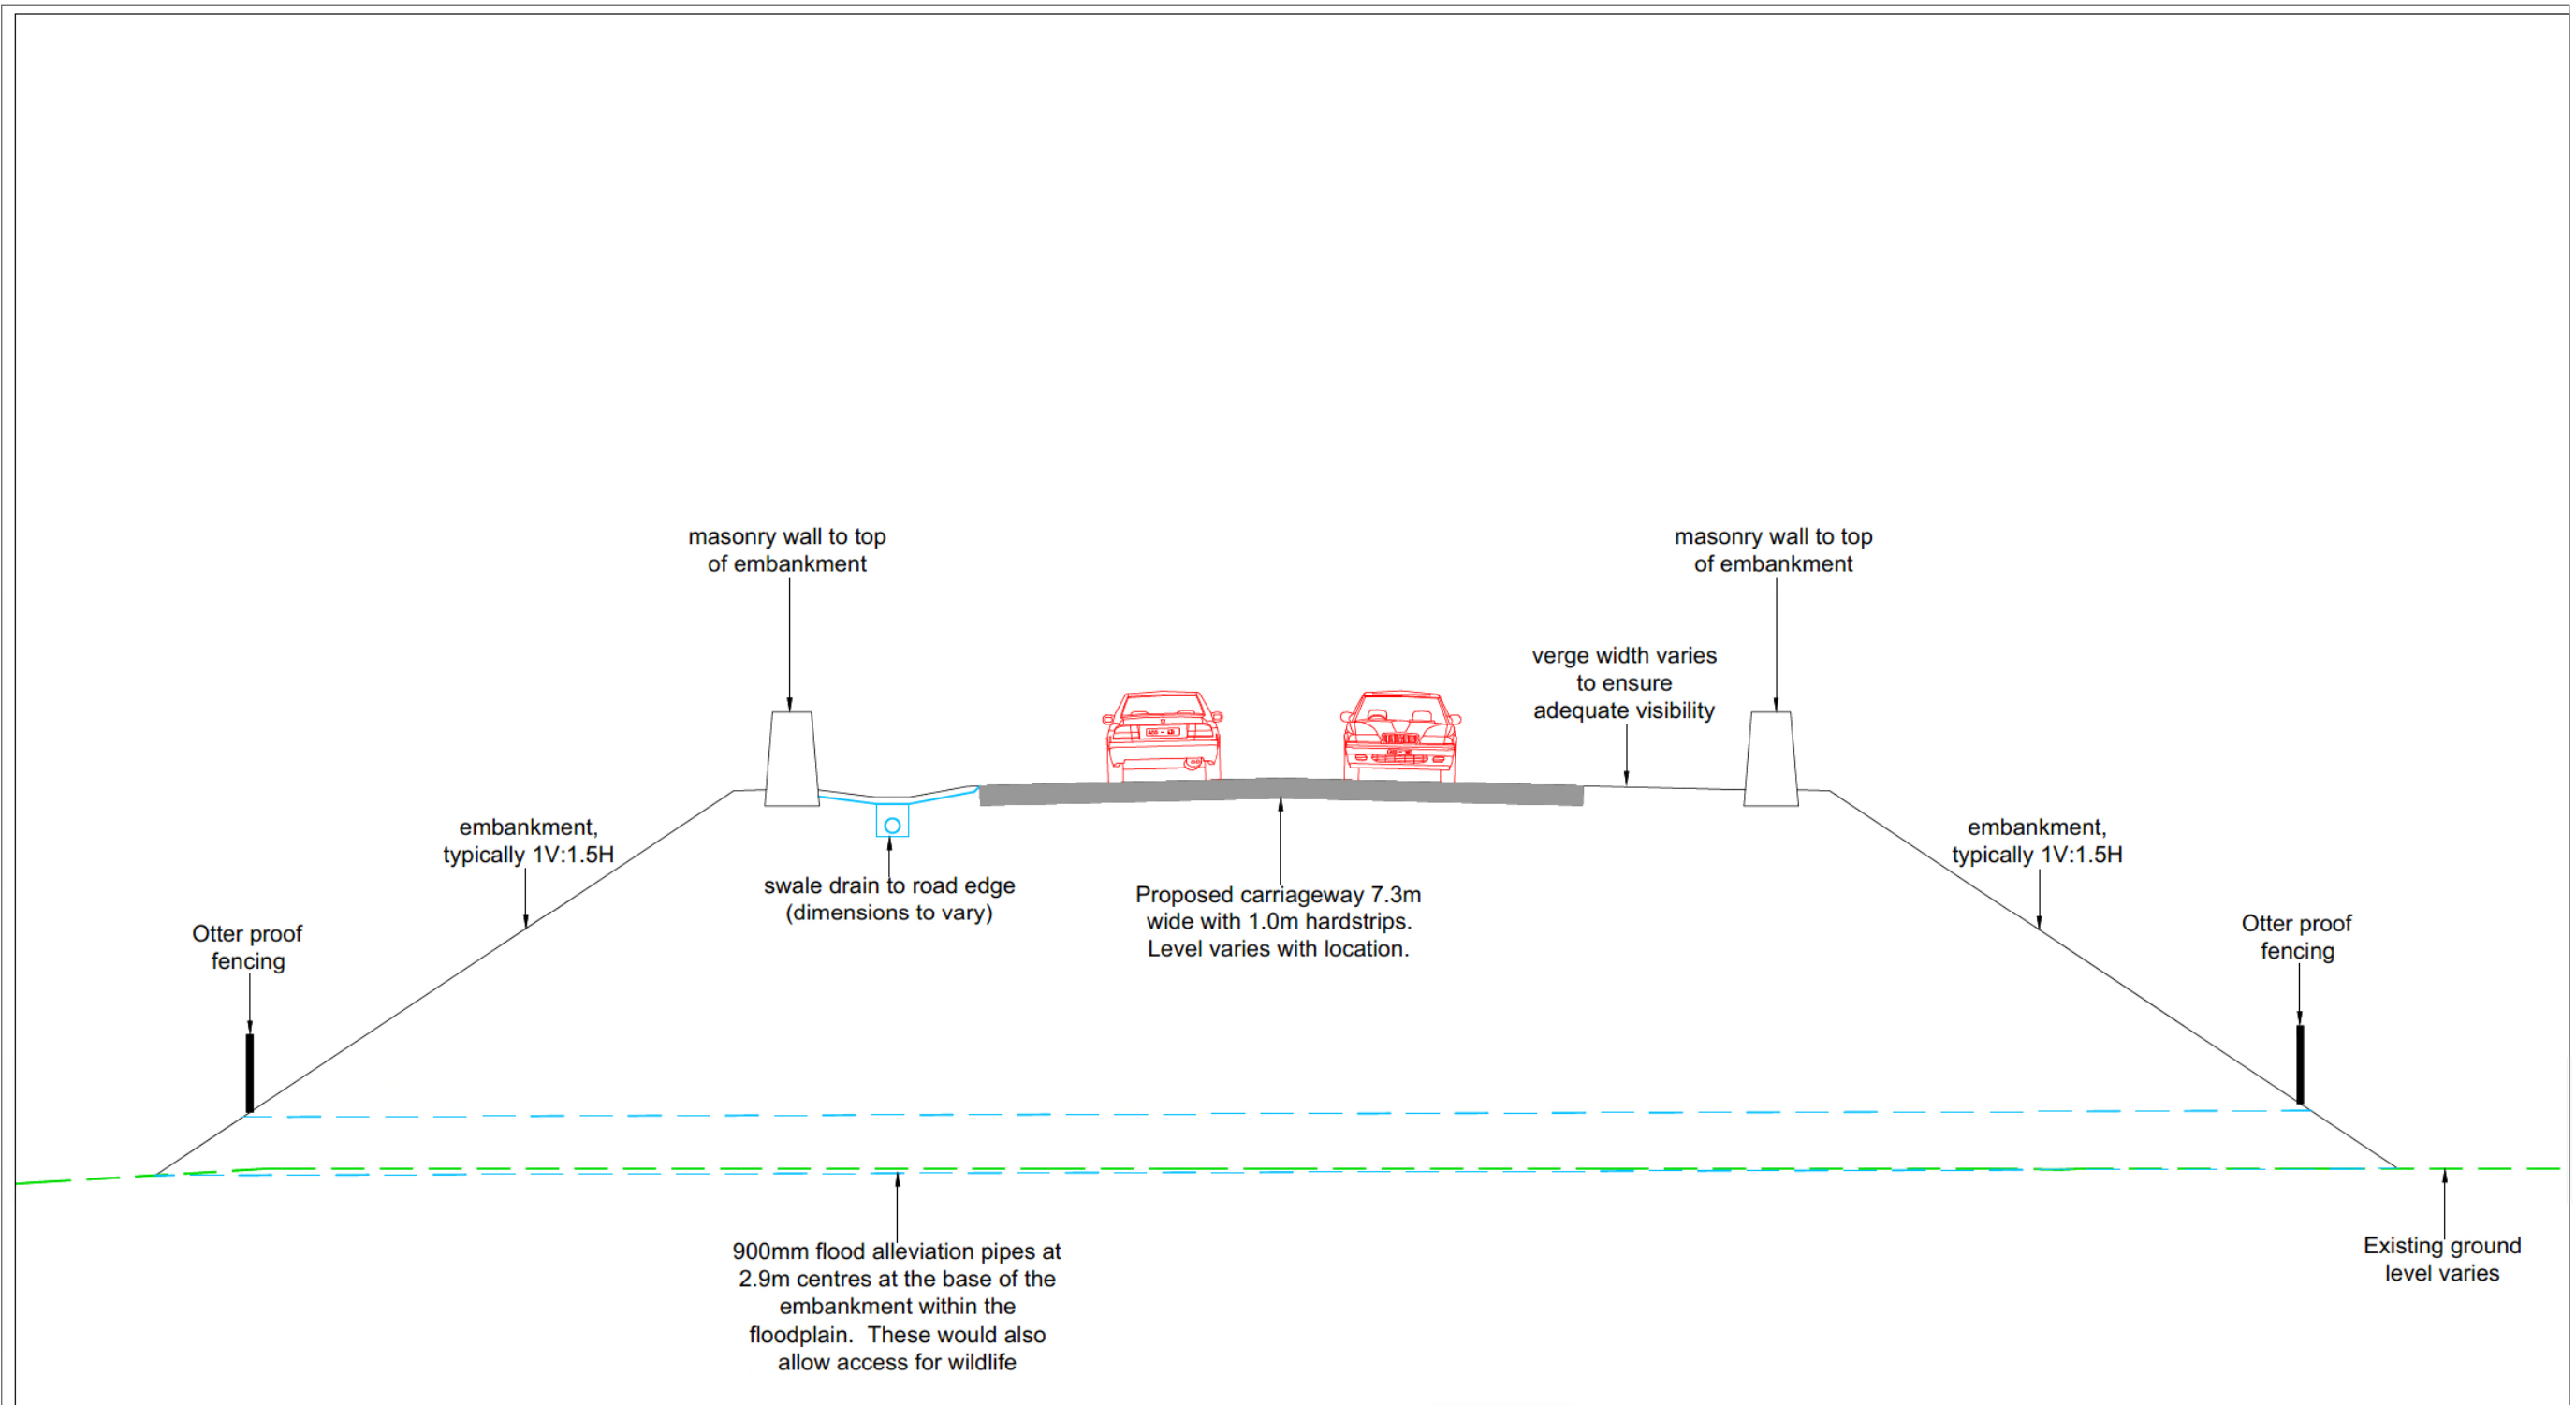 masonry wall to top
of embankment
masonry wall to top
of embankment
verge width varies
to ensure
adequate visibility
embankment,
typically 1V:1.5H
embankment,
typically 1V:1.5H
swale drain to road edge
(dimensions to vary)
Proposed carriageway 7.3m
wide with 1.0m hardstrips.
Level varies with location.
Otter proof
fencing
Otter proof
fencing
900mm flood alleviation pipes at
2.9m centres at the base of the
embankment within the
floodplain.  These would also
allow access for wildlife
Existing ground
level varies